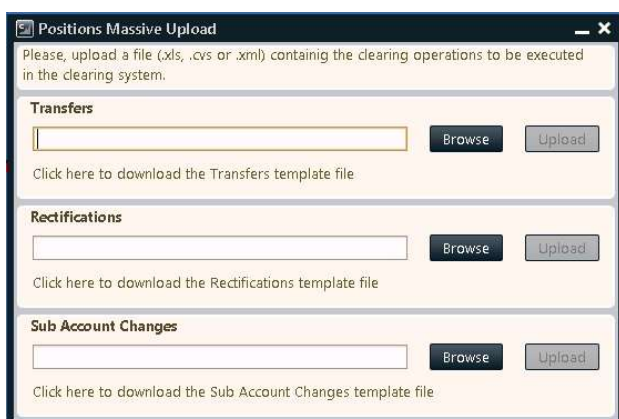 Positions Massive Upload
Please, upload a file (.xls, .cvs or .xml) containig the clearing operations to be executed
in the clearing system.
Transfers
Browse Upload
Click here to download the Transfers template file
Rectifications
Browse Upload
Click here to download the Rectifications template file
Sub Account Changes
Browse Upload
Click here to download the Sub Account Changes template file